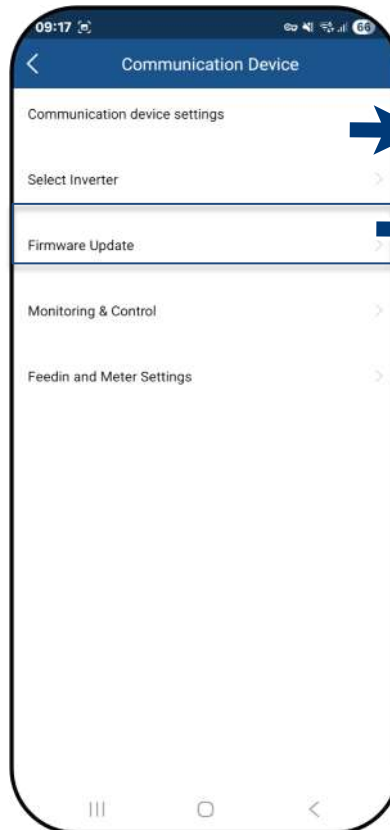 09:17
66
Communication Device
Communication device settings
Select Inverter
Firmware Update
Monitoring & Control
Feedin and Meter Settings